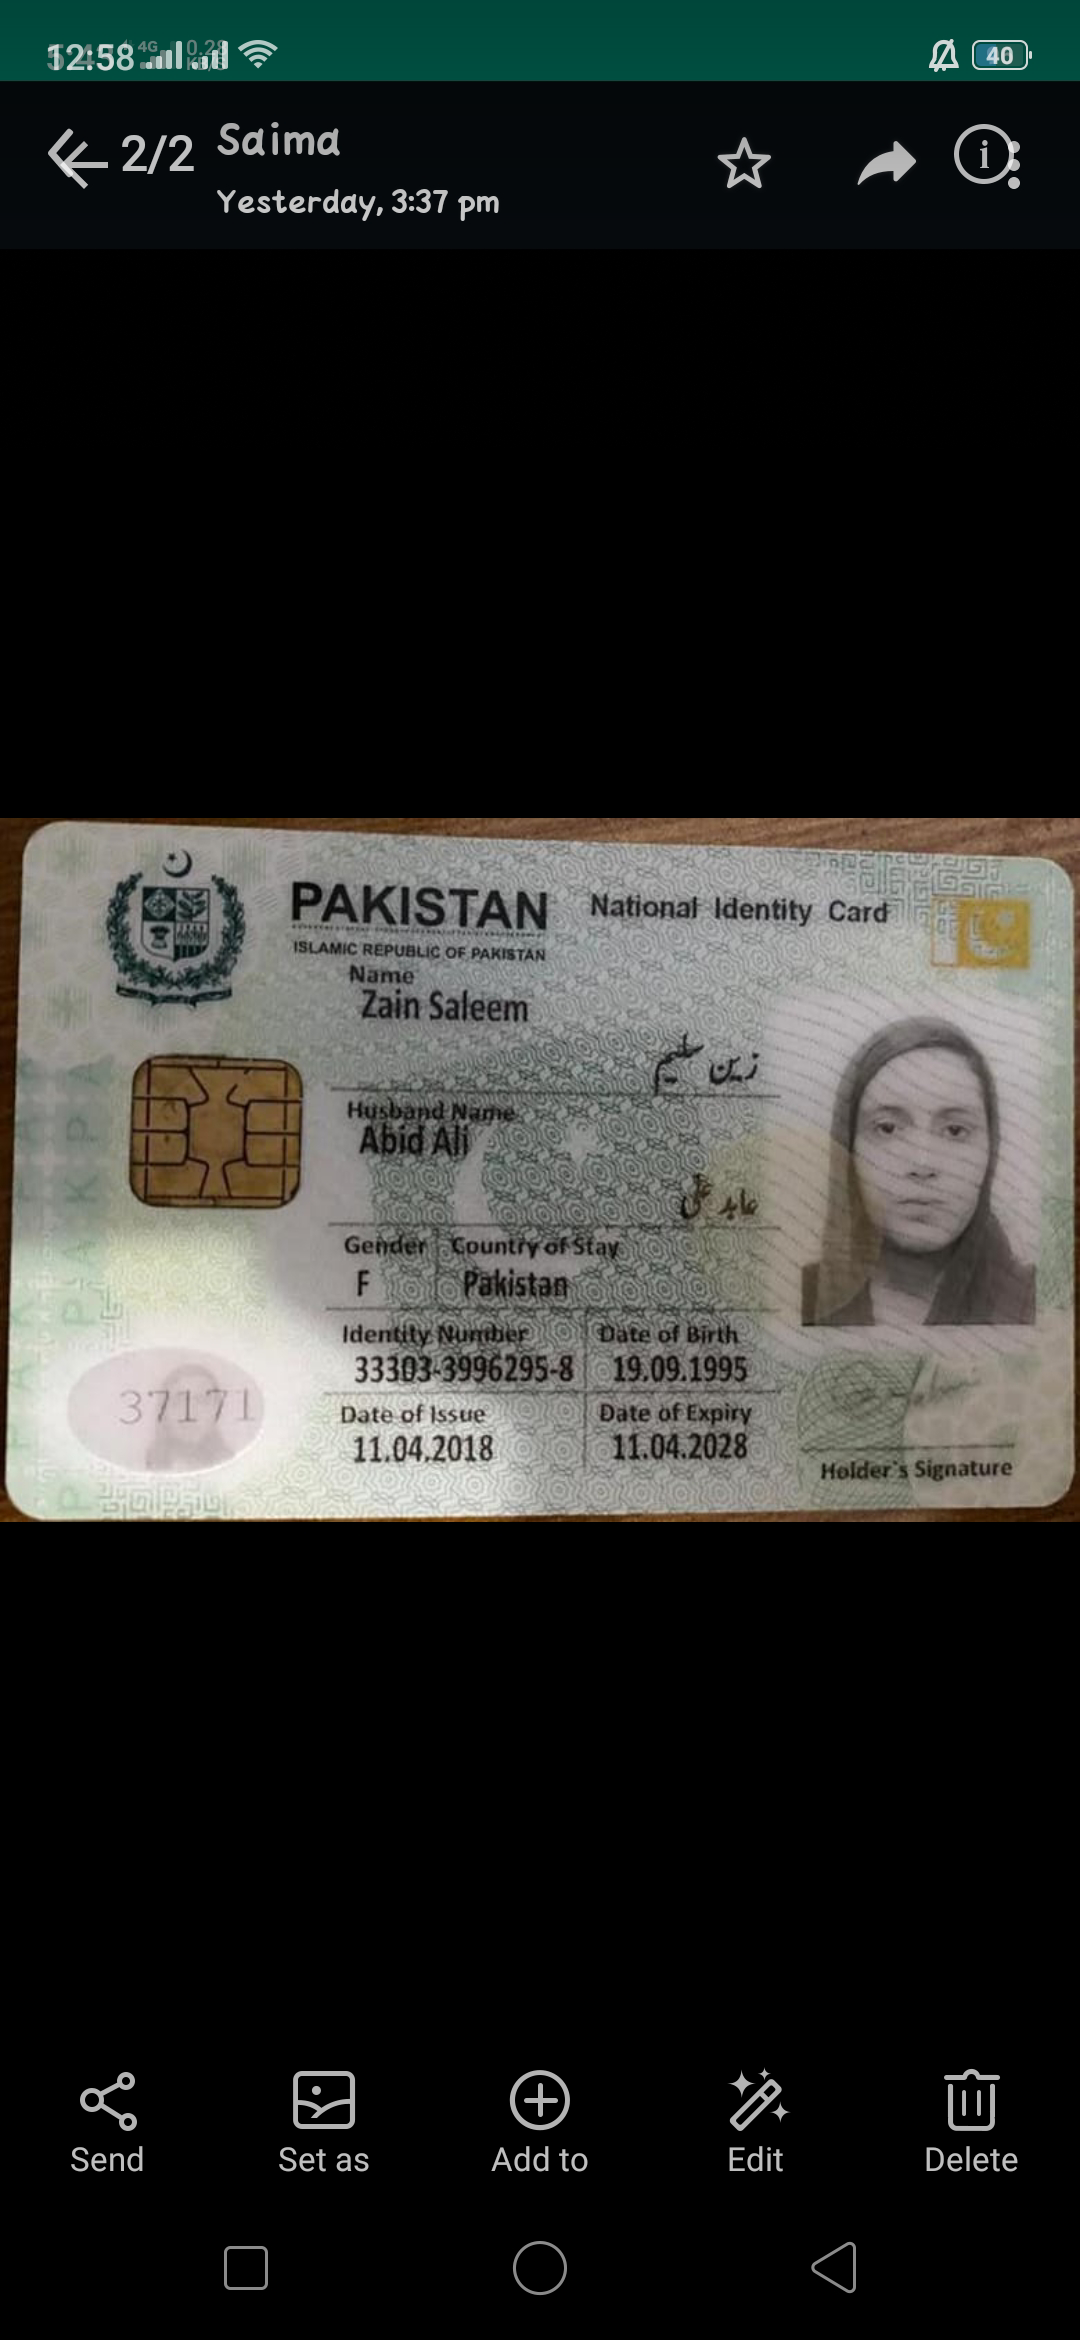 12:58
2/2 Saima
Yesterday, 3:37 pm
40
PAKISTAN National Identity Card
ISLAMIC REPUBLIC OF PAKISTAN
Name
Zain Saleem
زین سلیم
Husband Name
Abid Ali
عابد علی
Gender Country of Stay
F Pakistan
Identity Number Date of Birth
33303-3996295-8 19.09.1995
37171
Date of Issue Date of Expiry
11.04.2018 11.04.2028
Holder's Signature
Send Set as Add to Edit Delete